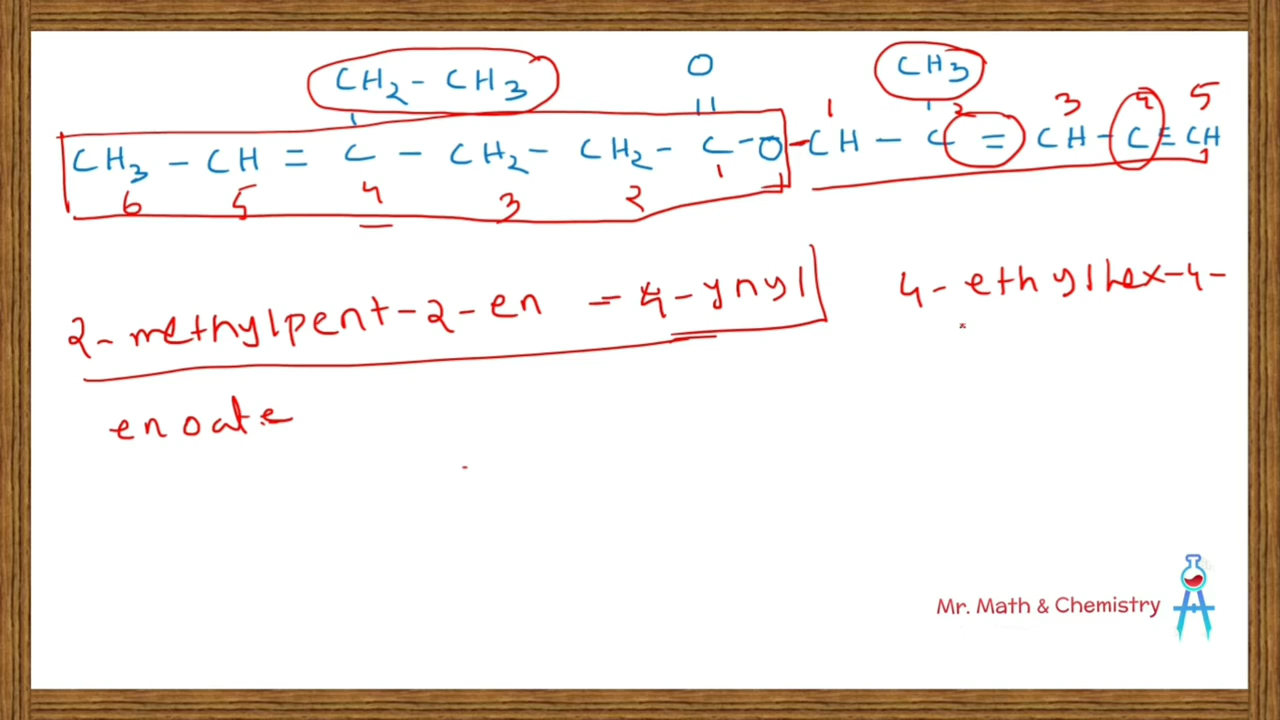 CH2 - CH3 O CH3
1 2 3 4 5
CH3 - CH = C - CH2 - CH2 - C - O - CH - C = CH - C ≡ CH
6 5 4 3 2 1
2-methylpent-2-en - 4-ynyl 4-ethylhex-4-
enoate
Mr. Math & Chemistry